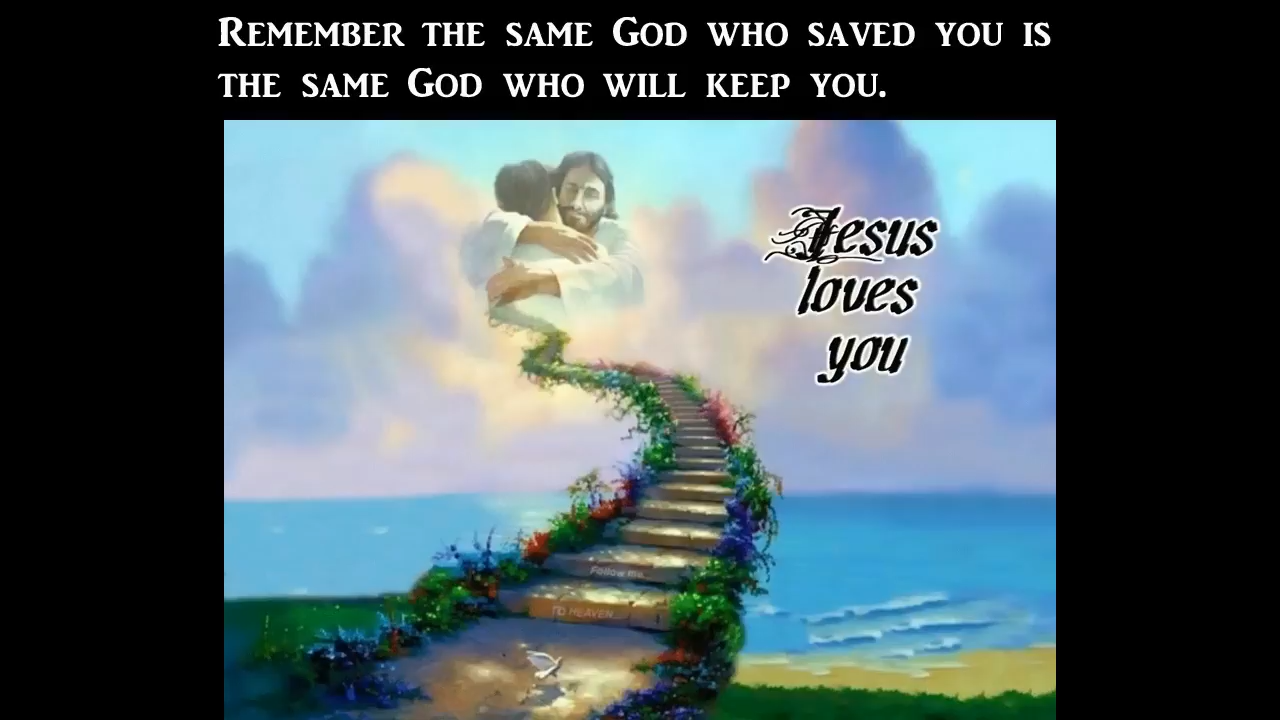 Remember the same God who saved you is
the same God who will keep you.
Jesus
loves
you
Follow me...
TO HEAVEN...